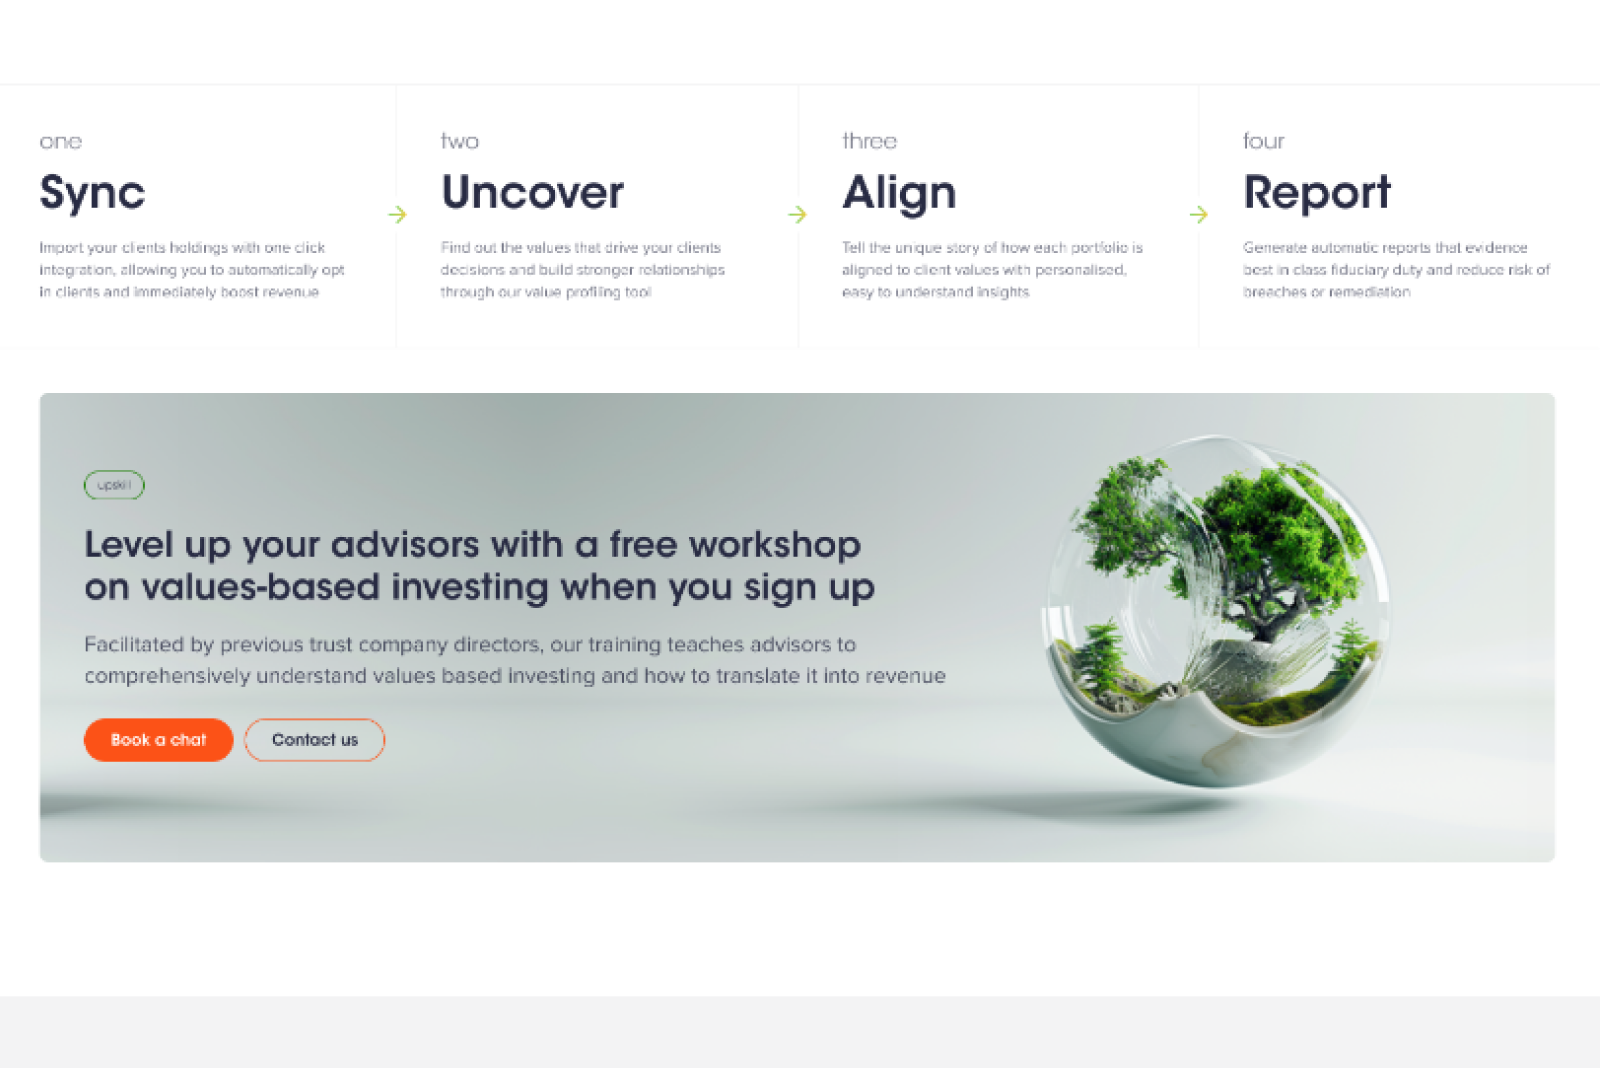 one
Sync
Import your clients holdings with one click
integration, allowing you to automatically opt
in clients and immediately boost revenue
two
Uncover
Find out the values that drive your clients
decisions and build stronger relationships
through our value profiling tool
three
Align
Tell the unique story of how each portfolio is
aligned to client values with personalised,
easy to understand insights
four
Report
Generate automatic reports that evidence
best in class fiduciary duty and reduce risk of
breaches or remediation
upskill
Level up your advisors with a free workshop
on values-based investing when you sign up
Facilitated by previous trust company directors, our training teaches advisors to
comprehensively understand values based investing and how to translate it into revenue
Book a chat
Contact us